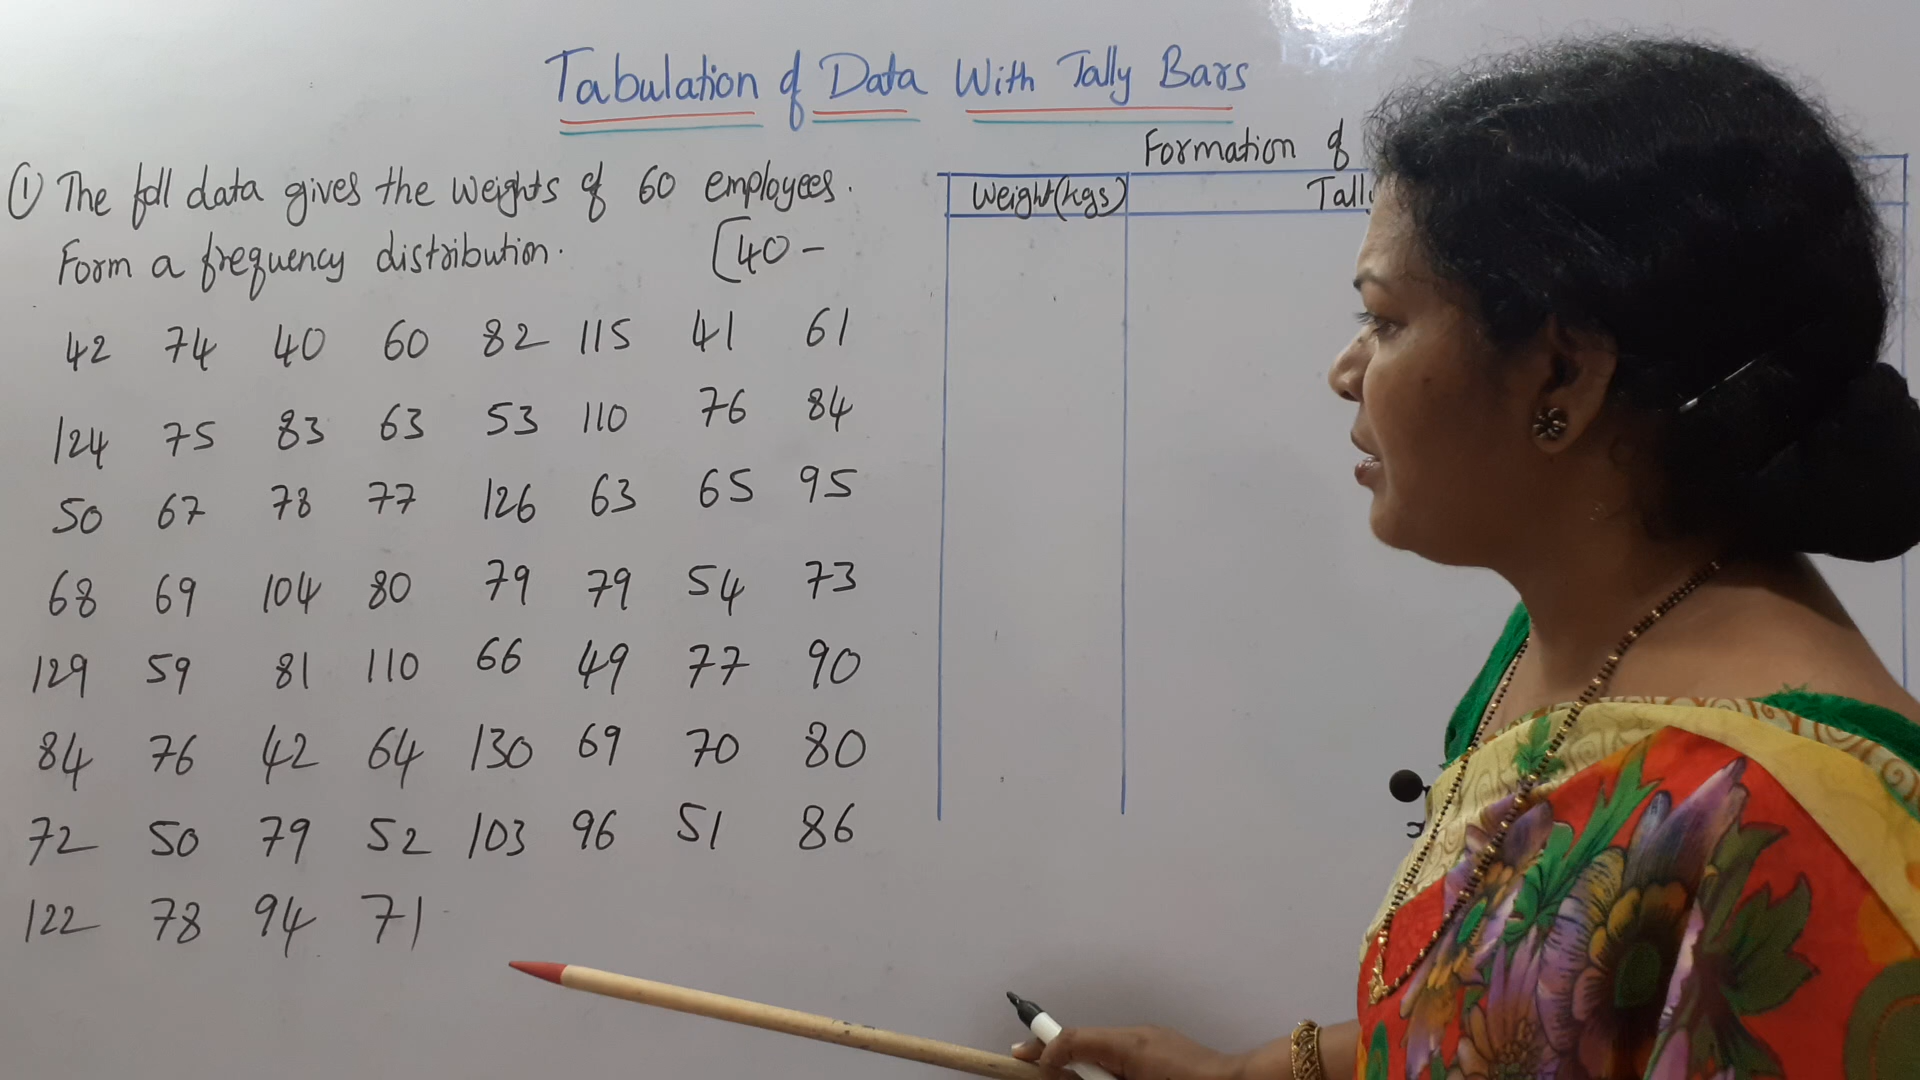 Tabulation of Data With Tally Bars
① The foll data gives the weights of 60 employees.
Form a frequency distribution. [40 –
42 74 40 60 82 115 41 61
124 75 83 63 53 110 76 84
50 67 78 77 126 63 65 95
68 69 104 80 79 79 54 73
129 59 81 110 66 49 77 90
84 76 42 64 130 69 70 80
72 50 79 52 103 96 51 86
122 78 94 71
Formation of
Weight(kgs) Tally